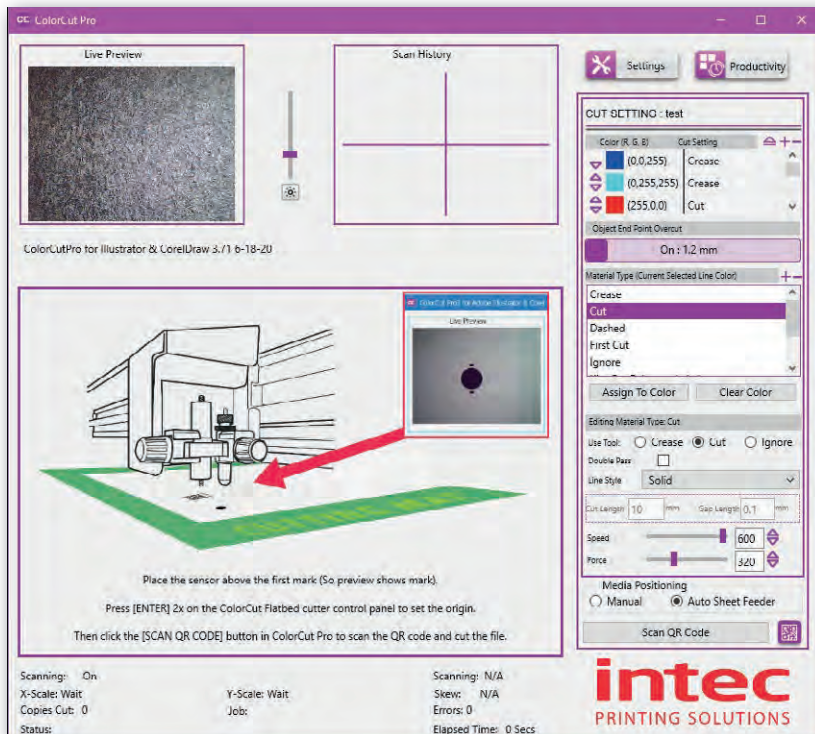 ColorCut Pro
Live Preview
Scan History
Settings
Productivity
ColorCutPro for Illustrator & CorelDraw 3.71 6-18-20
CUT SETTING : test
Color (R, G, B) Cut Setting
(0,0,255) Crease
(0,255,255) Crease
(255,0,0) Cut
Object End Point Overcut
On : 1.2 mm
Material Type (Current Selected Line Color)
Crease
Cut
Dashed
First Cut
Ignore
Assign To Color Clear Color
Editing Material Type: Cut
Use Tool: Crease Cut Ignore
Double Pass
Line Style Solid
Cut Length 10 mm Gap Length 0.1 mm
Speed 600
Force 320
Media Positioning
Manual Auto Sheet Feeder
Scan QR Code
Live Preview
CUTTING MAT
Place the sensor above the first mark (So preview shows mark).
Press [ENTER] 2x on the ColorCut Flatbed cutter control panel to set the origin.
Then click the [SCAN QR CODE] button in ColorCut Pro to scan the QR code and cut the file.
Scanning: On Scanning: N/A
X-Scale: Wait Y-Scale: Wait Skew: N/A
Copies Cut: 0 Job: Errors: 0
Status: Elapsed Time: 0 Secs
intec
PRINTING SOLUTIONS